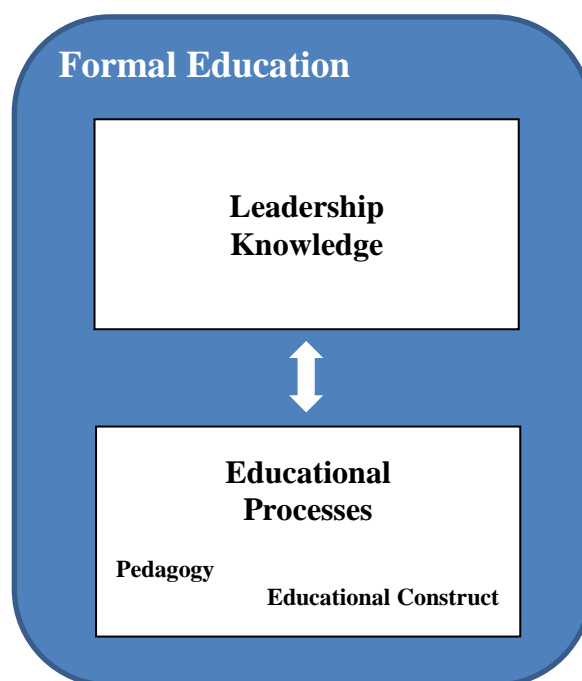 Formal Education
Leadership
Knowledge
Educational
Processes
Pedagogy
Educational Construct